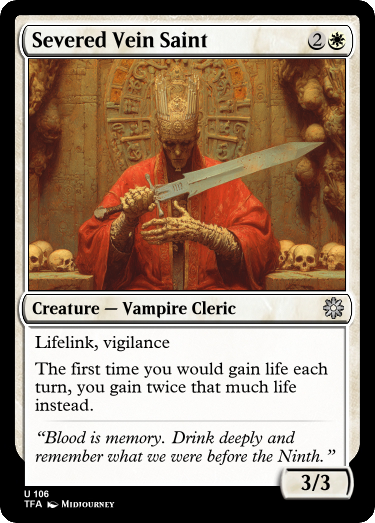 Severed Vein Saint 2
Creature — Vampire Cleric
Lifelink, vigilance
The first time you would gain life each
turn, you gain twice that much life
instead.
“Blood is memory. Drink deeply and
remember what we were before the Ninth.”
3/3
U 106
TFA Midjourney